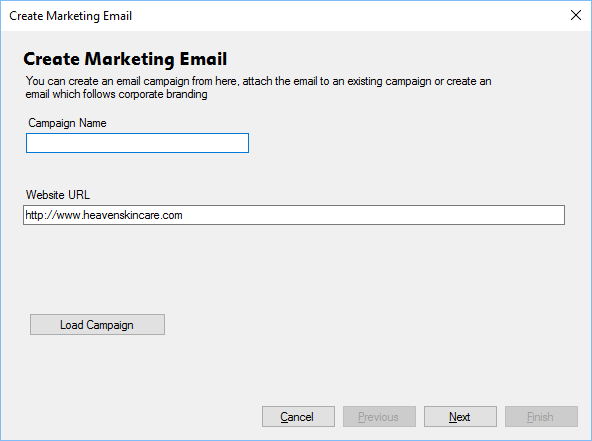 Create Marketing Email
Create Marketing Email
You can create an email campaign from here, attach the email to an existing campaign or create an
email which follows corporate branding
Campaign Name
Website URL
http://www.heavenskincare.com
Load Campaign
Cancel Previous Next Finish